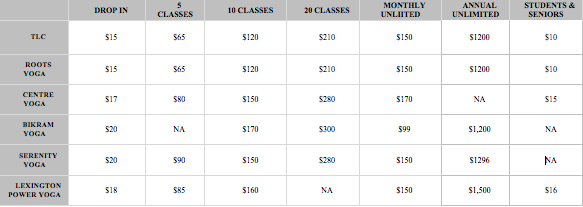 DROP IN 5 CLASSES 10 CLASSES 20 CLASSES MONTHLY UNLIITED ANNUAL UNLIMITED STUDENTS & SENIORS
TLC $15 $65 $120 $210 $150 $1200 $10
ROOTS YOGA $15 $65 $120 $210 $150 $1200 $10
CENTRE YOGA $17 $80 $150 $280 $170 NA $15
BIKRAM YOGA $20 NA $170 $300 $99 $1,200 NA
SERENITY YOGA $20 $90 $150 $280 $150 $1296 NA
LEXINGTON POWER YOGA $18 $85 $160 NA $150 $1,500 $16